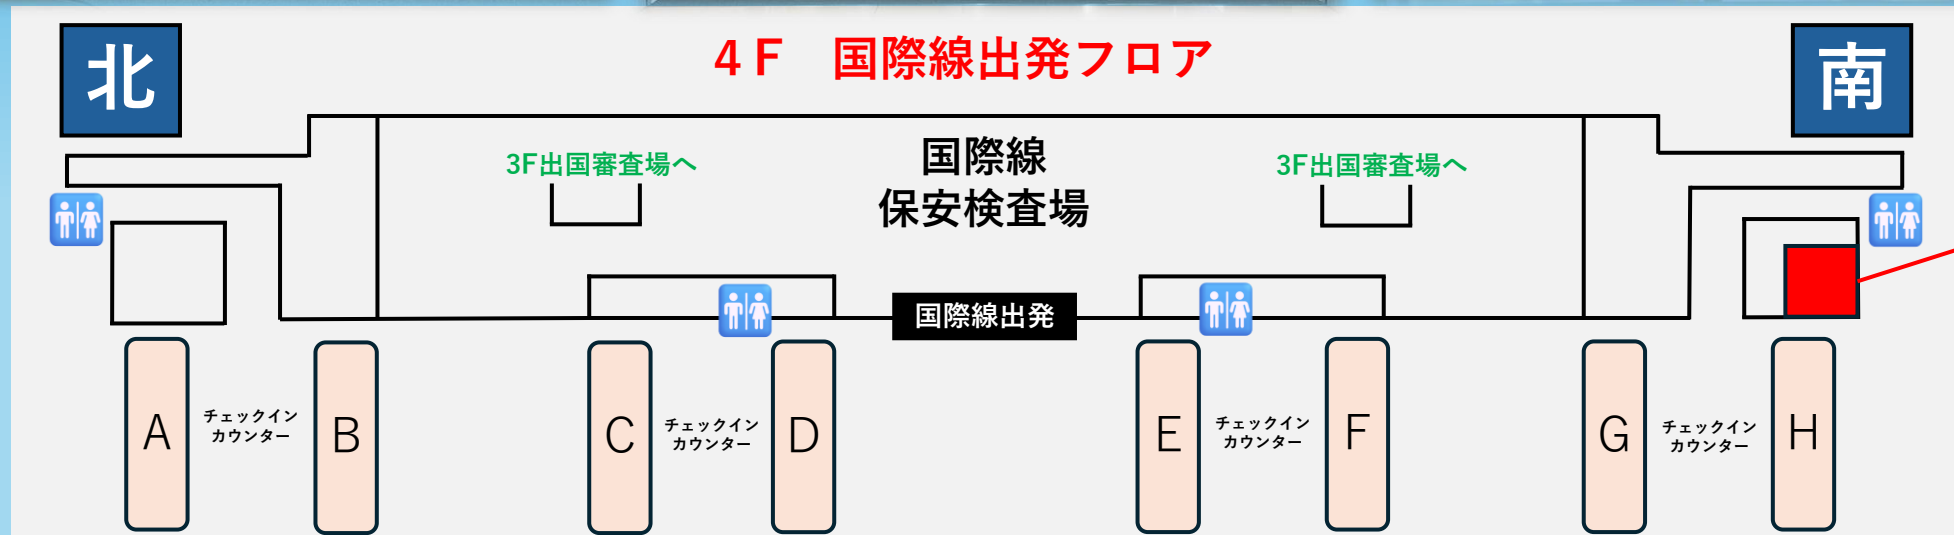 北
4F 国際線出発フロア
南
3F出国審査場へ
国際線
保安検査場
3F出国審査場へ
国際線出発
A
チェックイン
カウンター
B
C
チェックイン
カウンター
D
E
チェックイン
カウンター
F
G
チェックイン
カウンター
H